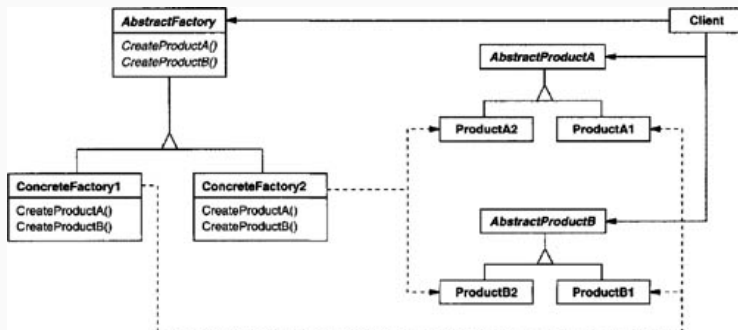 AbstractFactory
CreateProductA()
CreateProductB()
Client
AbstractProductA
ProductA2
ProductA1
ConcreteFactory1
CreateProductA()
CreateProductB()
ConcreteFactory2
CreateProductA()
CreateProductB()
AbstractProductB
ProductB2
ProductB1